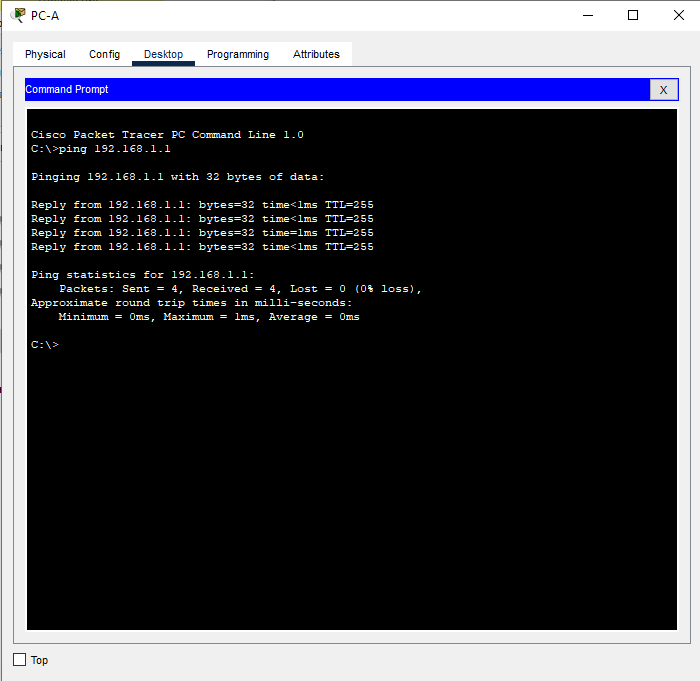 PC-A
Physical Config Desktop Programming Attributes
Command Prompt X
Cisco Packet Tracer PC Command Line 1.0
C:\>ping 192.168.1.1
Pinging 192.168.1.1 with 32 bytes of data:
Reply from 192.168.1.1: bytes=32 time<1ms TTL=255
Reply from 192.168.1.1: bytes=32 time<1ms TTL=255
Reply from 192.168.1.1: bytes=32 time=1ms TTL=255
Reply from 192.168.1.1: bytes=32 time<1ms TTL=255
Ping statistics for 192.168.1.1:
Packets: Sent = 4, Received = 4, Lost = 0 (0% loss),
Approximate round trip times in milli-seconds:
Minimum = 0ms, Maximum = 1ms, Average = 0ms
C:\>
Top